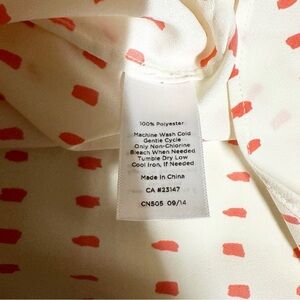 100% Polyester
Machine Wash Cold
Gentle Cycle
Only Non-Chlorine
Bleach When Needed
Tumble Dry Low
Cool Iron, If Needed
Made In China
CA #23147
CN505 09/14